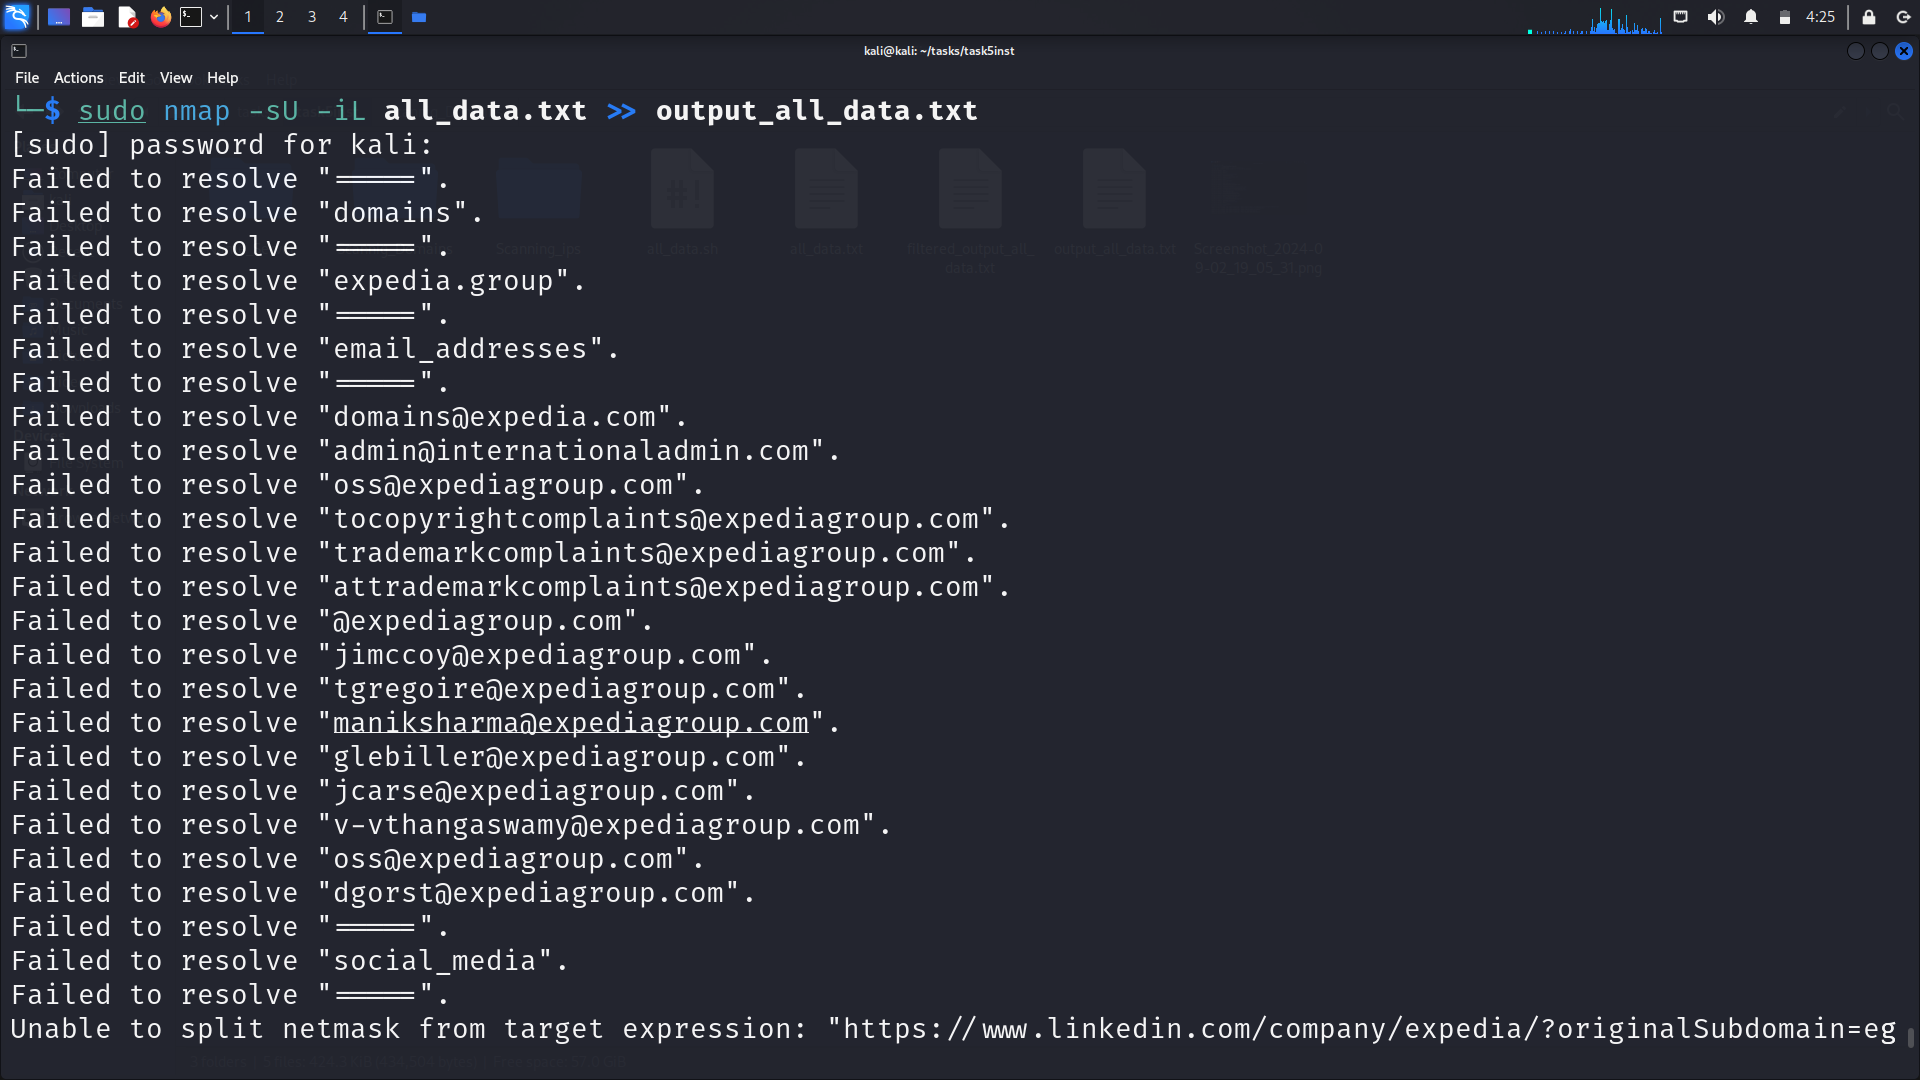 1 2 3 4
4:25
kali@kali: ~/tasks/task5inst
File Actions Edit View Help
└─$ sudo nmap -sU -iL all_data.txt >> output_all_data.txt
[sudo] password for kali:
Failed to resolve "======".
Failed to resolve "domains".
Failed to resolve "======".
Failed to resolve "expedia.group".
Failed to resolve "======".
Failed to resolve "email_addresses".
Failed to resolve "======".
Failed to resolve "domains@expedia.com".
Failed to resolve "admin@internationaladmin.com".
Failed to resolve "oss@expediagroup.com".
Failed to resolve "tocopyrightcomplaints@expediagroup.com".
Failed to resolve "trademarkcomplaints@expediagroup.com".
Failed to resolve "attrademarkcomplaints@expediagroup.com".
Failed to resolve "@expediagroup.com".
Failed to resolve "jimccoy@expediagroup.com".
Failed to resolve "tgregoire@expediagroup.com".
Failed to resolve "maniksharma@expediagroup.com".
Failed to resolve "glebiller@expediagroup.com".
Failed to resolve "jcarse@expediagroup.com".
Failed to resolve "v-vthangaswamy@expediagroup.com".
Failed to resolve "oss@expediagroup.com".
Failed to resolve "dgorst@expediagroup.com".
Failed to resolve "======".
Failed to resolve "social_media".
Failed to resolve "======".
Unable to split netmask from target expression: "https://www.linkedin.com/company/expedia/?originalSubdomain=eg